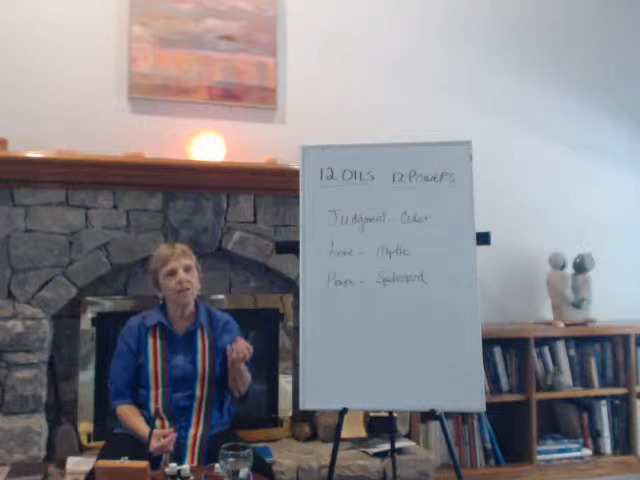 12 OILS 12 POWERS
Judgment - Cedar
Love - Myrtle
Power - Spikenard